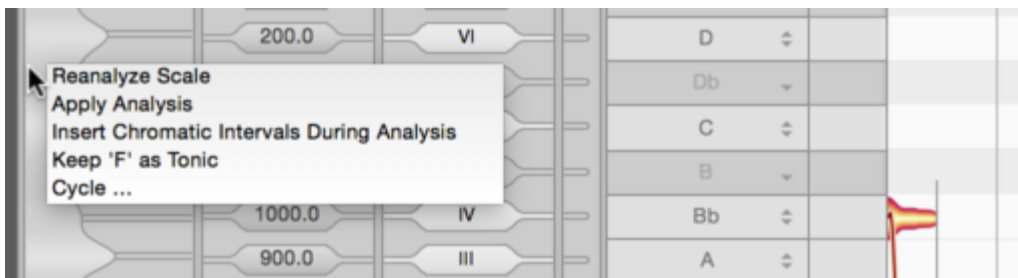 200.0 VI D
Reanalyze Scale Db
Apply Analysis
Insert Chromatic Intervals During Analysis C
Keep 'F' as Tonic B
Cycle ...
1000.0 IV Bb
900.0 III A